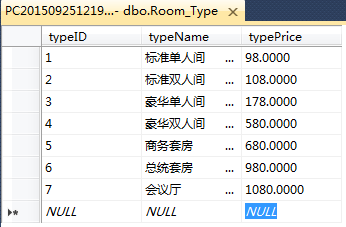 PC201509251219...- dbo.Room_Type
typeID typeName typePrice
1 标准单人间 ... 98.0000
2 标准双人间 ... 108.0000
3 豪华单人间 ... 178.0000
4 豪华双人间 ... 580.0000
5 商务套房 ... 680.0000
6 总统套房 ... 980.0000
7 会议厅 ... 1080.0000
NULL NULL NULL